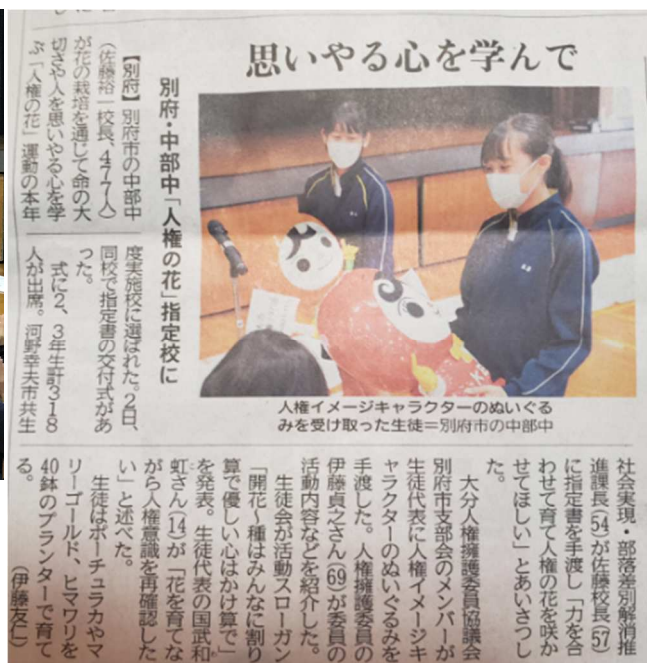 思いやる心を学んで
別府・中部中「人権の花」指定校に
【別府】別府市の中部中
（佐藤裕一校長、477人）
が花の栽培を通じて命の大
切さや人を思いやる心を学
ぶ「人権の花」運動の本年
度実施校に選ばれた。2日、
同校で指定書の交付式があ
った。
式に2、3年生計318
人が出席。河野幸夫市共生
人権イメージキャラクターのぬいぐる
みを受け取った生徒＝別府市の中部中
社会実現・部落差別解消推
進課長(54)が佐藤校長(57)
に指定書を手渡し「力を合
わせて育て人権の花を咲か
せてほしい」とあいさつし
た。
大分人権擁護委員協議会
別府市支部会のメンバーが
生徒代表に人権イメージキ
ャラクターのぬいぐるみを
手渡した。人権擁護委員の
伊藤貞之さん(69)が委員の
活動内容などを紹介した。
生徒会が活動スローガン
「開花！種はみんなに割り
算で優しい心はかけ算で」
を発表。生徒代表の国武和
虹さん(14)が「花を育てな
がら人権意識を再確認した
い」と述べた。
生徒はポーチュラカやマ
リーゴールド、ヒマワリを
40鉢のプランターで育て
る。
（伊藤友仁）